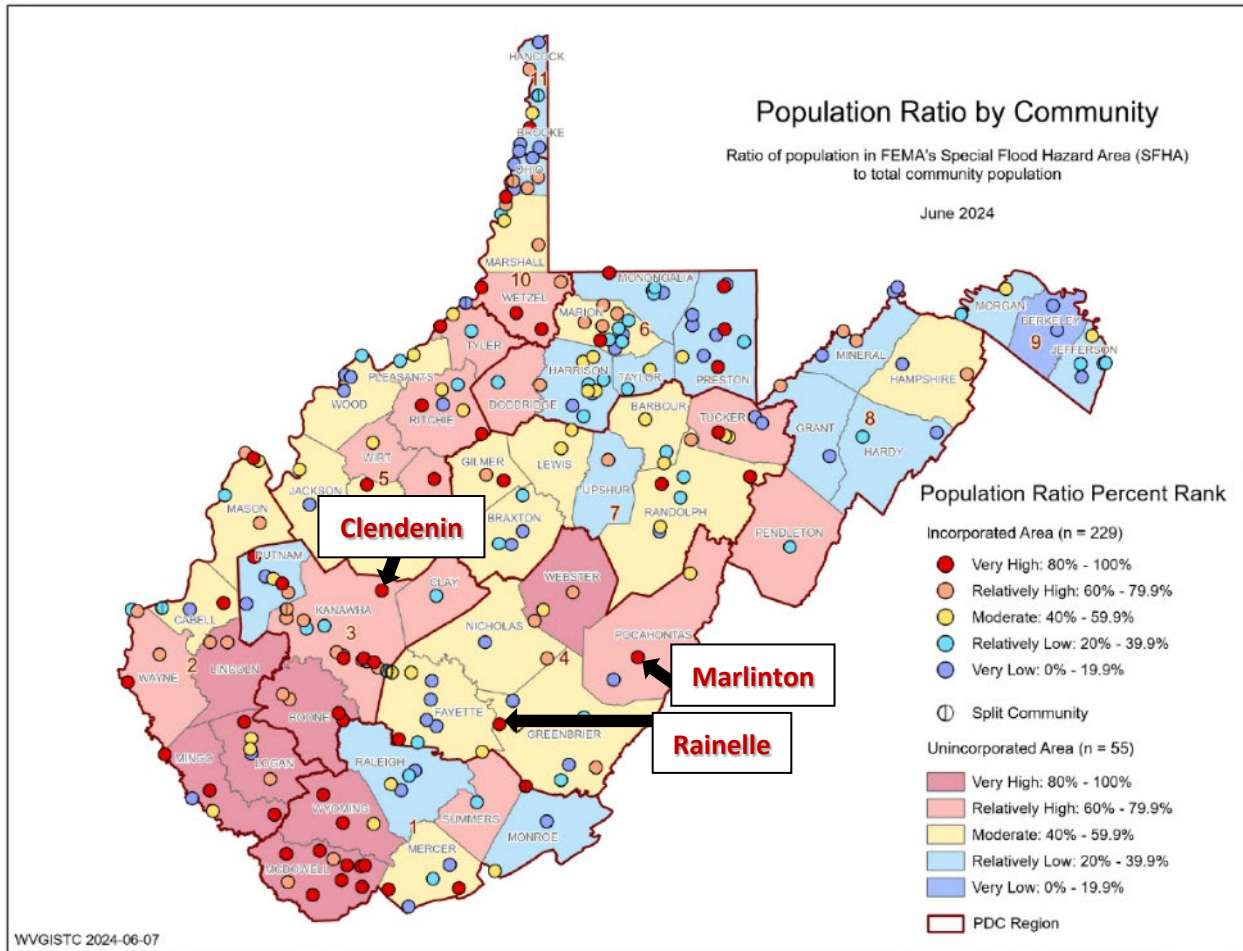 Population Ratio by Community
Ratio of population in FEMA's Special Flood Hazard Area (SFHA)
to total community population
June 2024
HANCOCK
11
BROOKE
OHIO
MARSHALL
10
WETZEL
MONONGALIA
MARION
6
TYLER
PLEASANTS
WOOD
RITCHIE
DODDRIDGE
HARRISON
TAYLOR
PRESTON
MORGAN
BERKELEY
9
JEFFERSON
MINERAL
HAMPSHIRE
BARBOUR
TUCKER
GRANT
8
HARDY
WIRT
5
GILMER
LEWIS
UPSHUR
7
RANDOLPH
PENDLETON
JACKSON
MASON
BRAXTON
Clendenin
PUTNAM
KANAWHA
3
CLAY
WEBSTER
CABELL
NICHOLAS
4
POCAHONTAS
Marlinton
WAYNE
2
LINCOLN
BOONE
FAYETTE
GREENBRIER
Rainelle
MINGO
LOGAN
RALEIGH
WYOMING
1
SUMMERS
MONROE
MERCER
MCDOWELL
Population Ratio Percent Rank
Incorporated Area (n = 229)
Very High: 80% - 100%
Relatively High: 60% - 79.9%
Moderate: 40% - 59.9%
Relatively Low: 20% - 39.9%
Very Low: 0% - 19.9%
Split Community
Unincorporated Area (n = 55)
Very High: 80% - 100%
Relatively High: 60% - 79.9%
Moderate: 40% - 59.9%
Relatively Low: 20% - 39.9%
Very Low: 0% - 19.9%
PDC Region
WVGISTC 2024-06-07